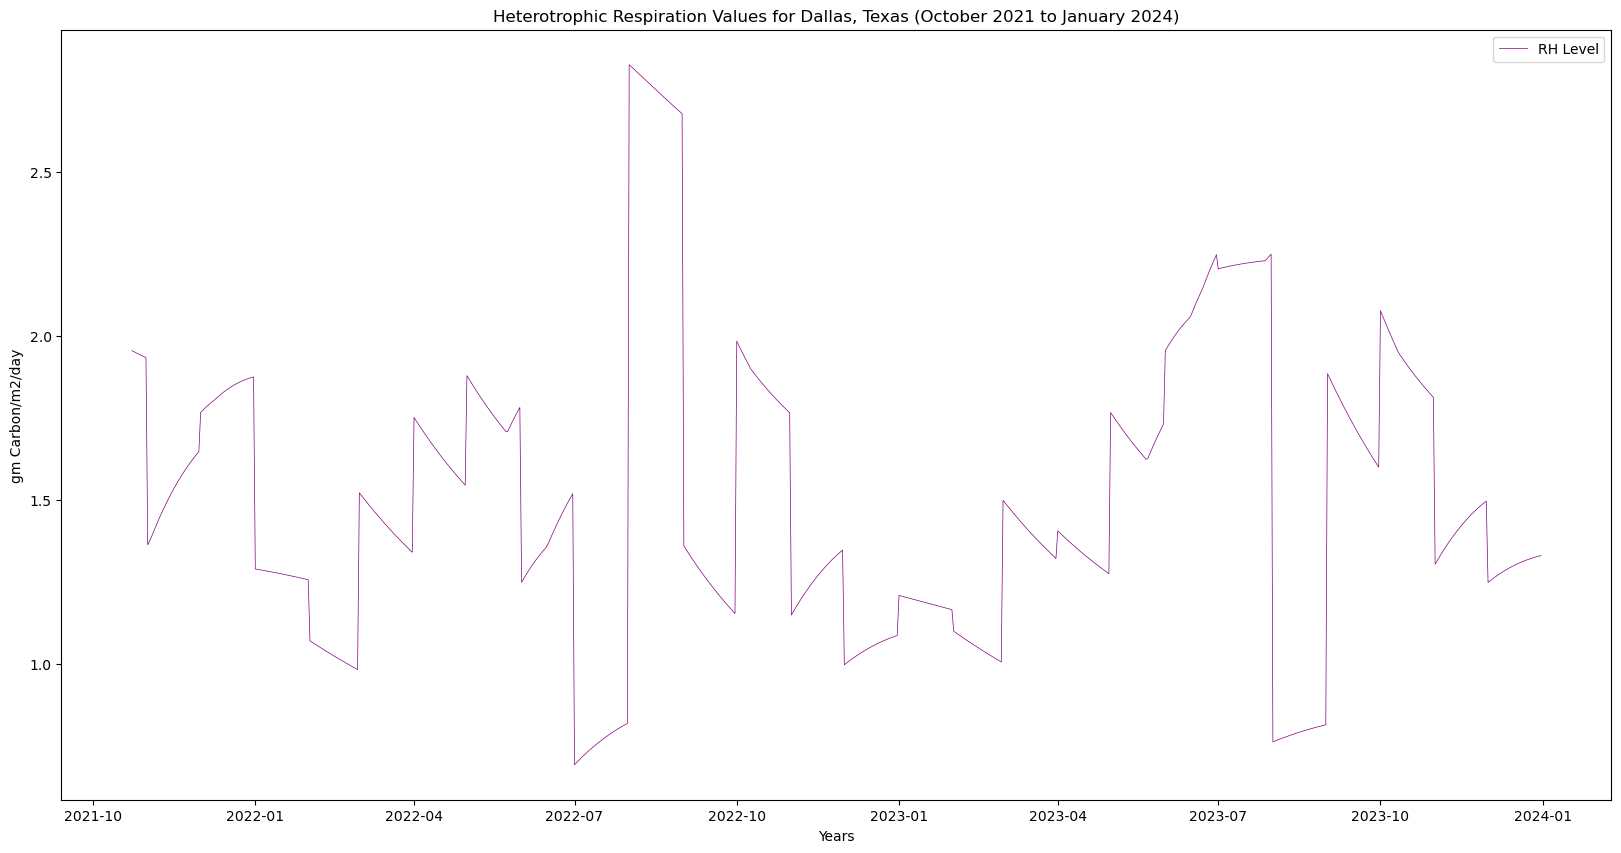 Heterotrophic Respiration Values for Dallas, Texas (October 2021 to January 2024)
RH Level
gm Carbon/m2/day
2.5
2.0
1.5
1.0
2021-10 2022-01 2022-04 2022-07 2022-10 2023-01 2023-04 2023-07 2023-10 2024-01
Years